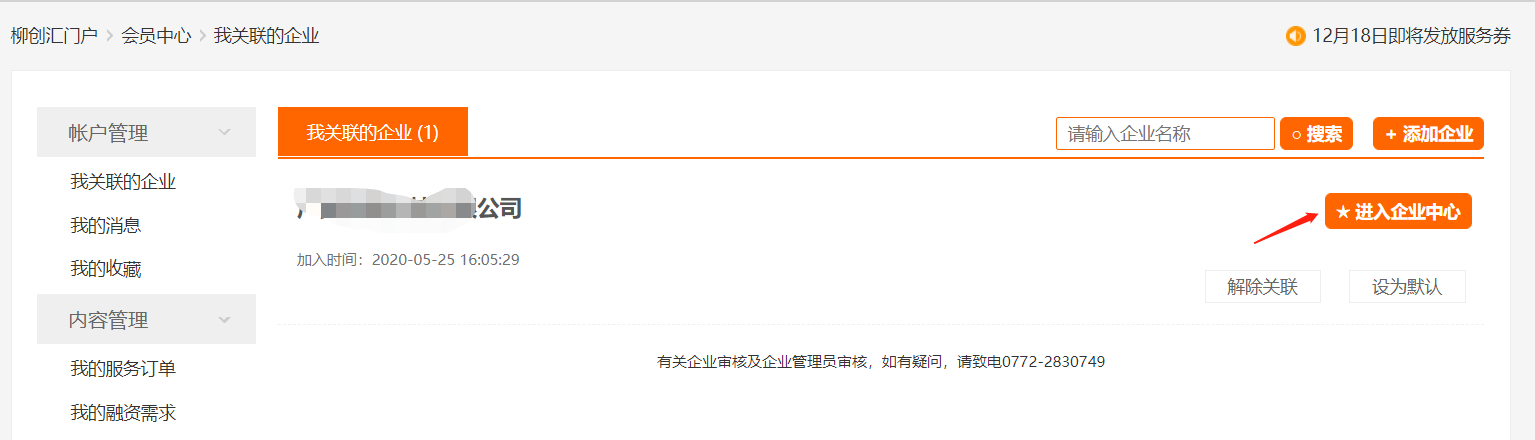 柳创汇门户 > 会员中心 > 我关联的企业
12月18日即将发放服务券
帐户管理
我关联的企业
我的消息
我的收藏
内容管理
我的服务订单
我的融资需求
我关联的企业 (1)
请输入企业名称
搜索
+ 添加企业
公司
★ 进入企业中心
加入时间：2020-05-25 16:05:29
解除关联
设为默认
有关企业审核及企业管理员审核，如有疑问，请致电0772-2830749